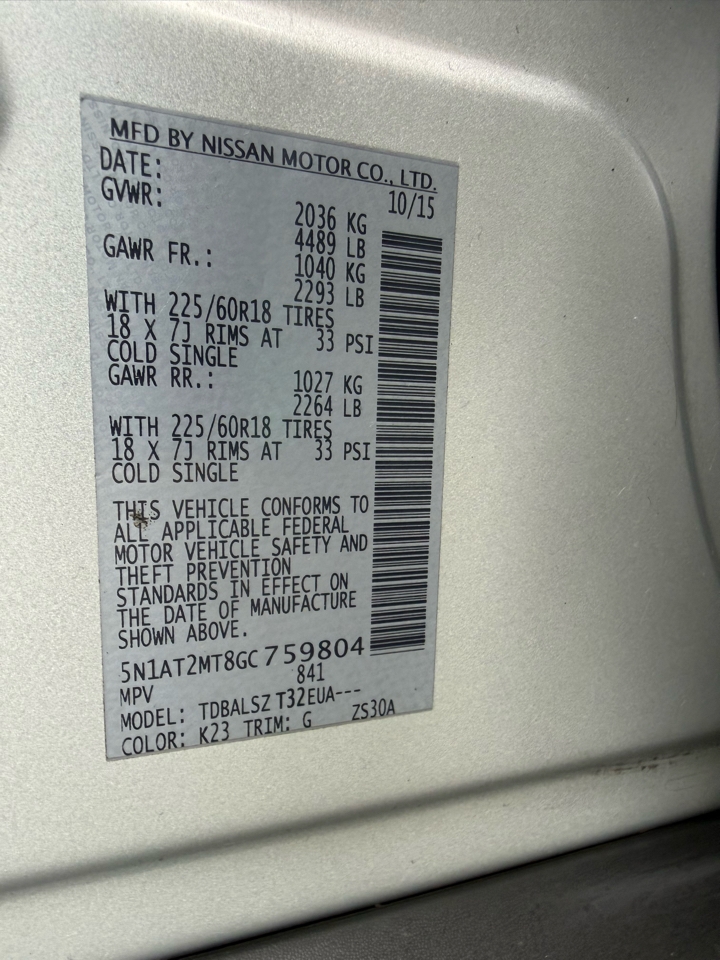 MFD BY NISSAN MOTOR CO., LTD.
DATE: 10/15
GVWR: 2036 KG
4489 LB
GAWR FR.: 1040 KG
2293 LB
WITH 225/60R18 TIRES
18 X 7J RIMS AT 33 PSI
COLD SINGLE
GAWR RR.: 1027 KG
2264 LB
WITH 225/60R18 TIRES
18 X 7J RIMS AT 33 PSI
COLD SINGLE
THIS VEHICLE CONFORMS TO
ALL APPLICABLE FEDERAL
MOTOR VEHICLE SAFETY AND
THEFT PREVENTION
STANDARDS IN EFFECT ON
THE DATE OF MANUFACTURE
SHOWN ABOVE.
5N1AT2MT8GC759804
MPV 841
MODEL: TDBALSZ T32EUA---
COLOR: K23 TRIM: G ZS30A